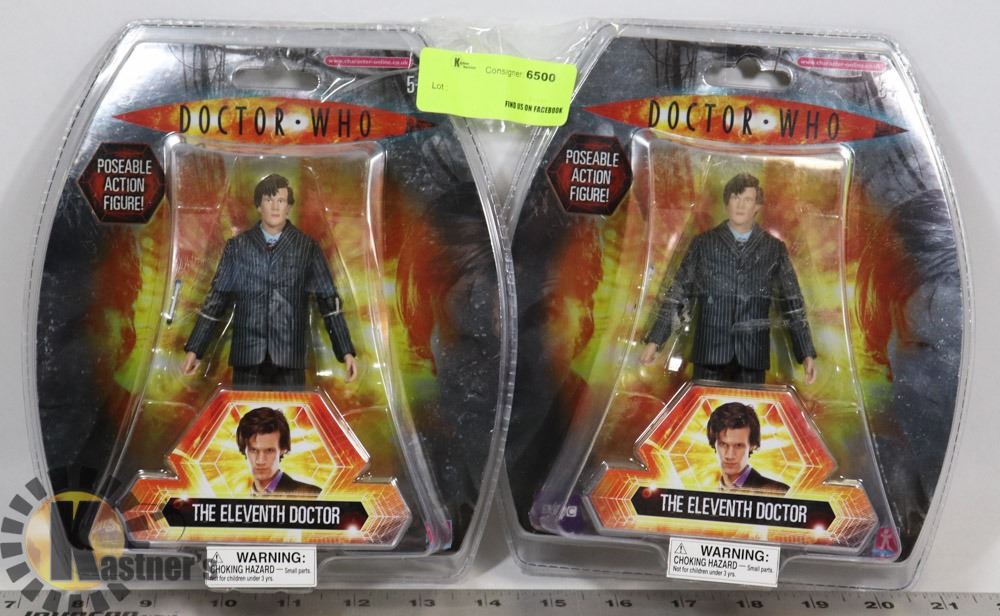 www.character-online.co.uk
5+
DOCTOR · WHO
POSEABLE
ACTION
FIGURE!
THE ELEVENTH DOCTOR
WARNING:
CHOKING HAZARD — Small parts.
Not for children under 3 yrs.
Consigner 6500
Lot
FIND US ON FACEBOOK
www.character-online.co.uk
DOCTOR · WHO
POSEABLE
ACTION
FIGURE!
THE ELEVENTH DOCTOR
WARNING:
CHOKING HAZARD — Small parts.
Not for children under 3 yrs.
Kastner's
7 8 9 10 11 12 13 14 15 16 17 18 19 20 21